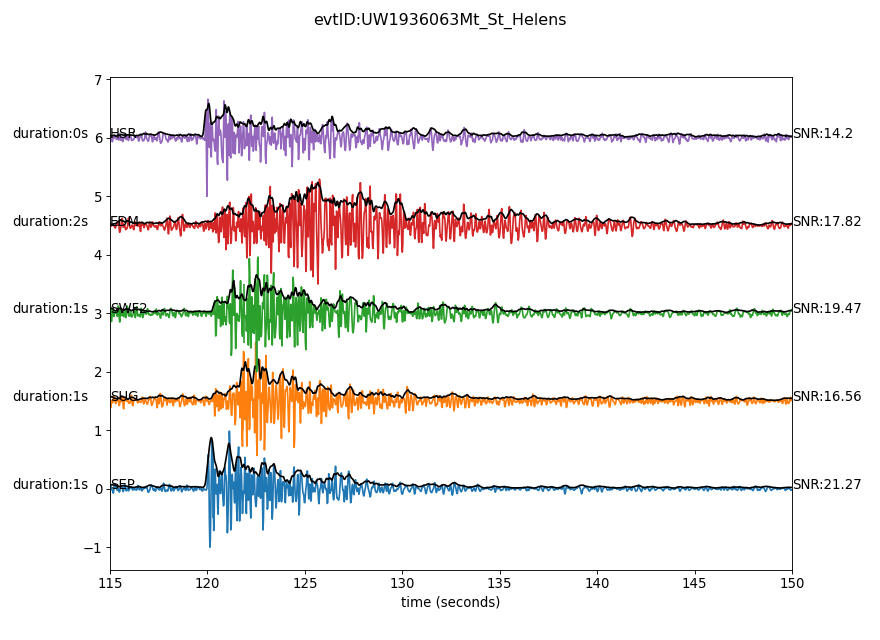 evtID:UW1936063Mt_St_Helens
7
duration:0s HSR SNR:14.2
6
5
duration:2s EDM SNR:17.82
4
duration:1s SWF2 SNR:19.47
3
2
duration:1s SUG SNR:16.56
1
duration:1s SEP SNR:21.27
0
−1
115 120 125 130 135 140 145 150
time (seconds)